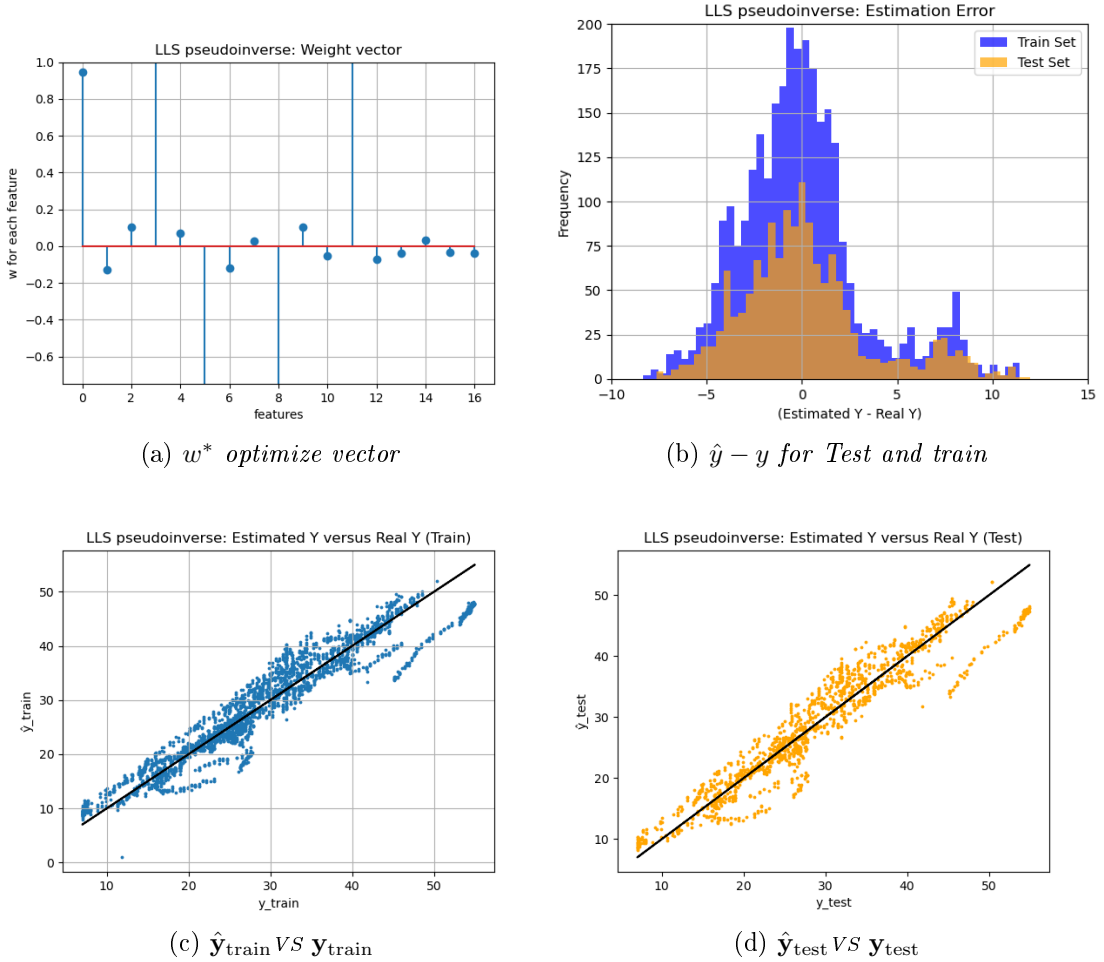 LLS pseudoinverse: Weight vector
1.0
0.8
0.6
0.4
0.2
0.0
−0.2
−0.4
−0.6
w for each feature
0 2 4 6 8 10 12 14 16
features
(a) w* optimize vector
LLS pseudoinverse: Estimation Error
Train Set
Test Set
200
175
150
125
100
75
50
25
0
Frequency
−10 −5 0 5 10 15
(Estimated Y - Real Y)
(b) ŷ − y for Test and train
LLS pseudoinverse: Estimated Y versus Real Y (Train)
50
40
30
20
10
0
ŷ_train
10 20 30 40 50
y_train
(c) ŷtrain VS ytrain
LLS pseudoinverse: Estimated Y versus Real Y (Test)
50
40
30
20
10
ŷ_test
10 20 30 40 50
y_test
(d) ŷtest VS ytest